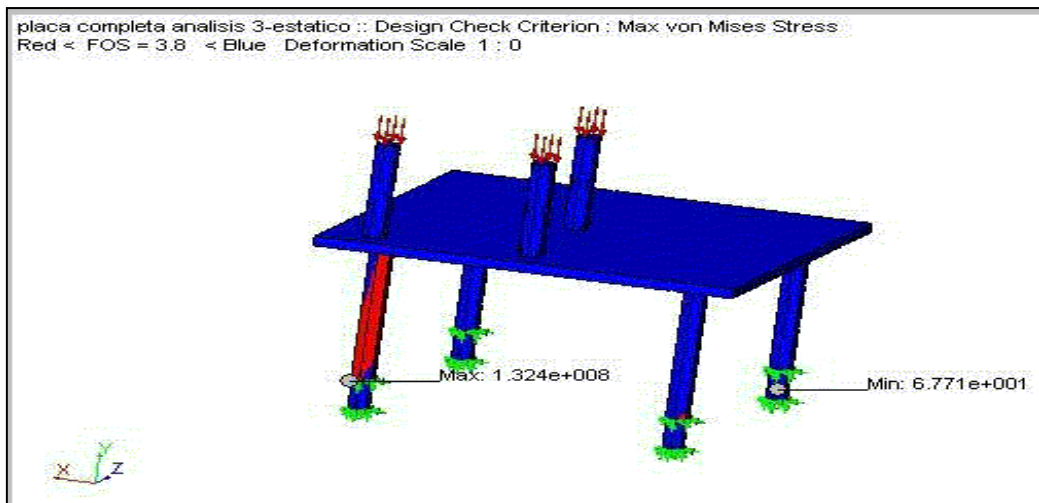 placa completa analisis 3-estatico :: Design Check Criterion : Max von Mises Stress
Red < FOS = 3.8 < Blue Deformation Scale 1 : 0
Max: 1.324e+008
Min: 6.771e+001
Y
X
Z